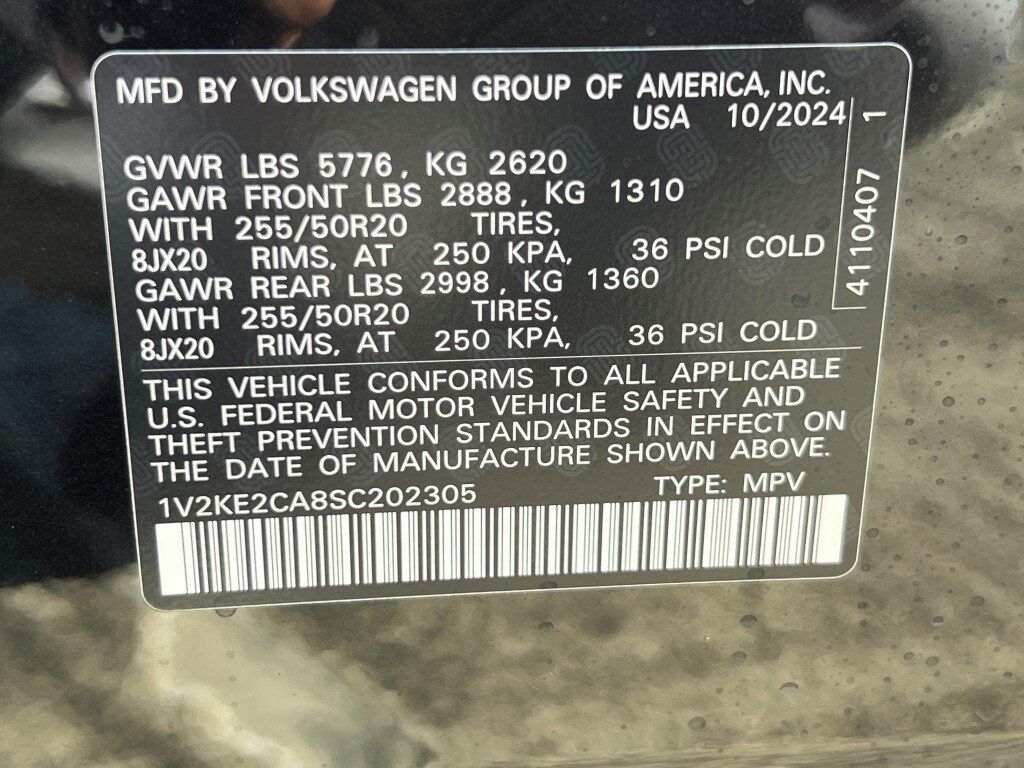 MFD BY VOLKSWAGEN GROUP OF AMERICA, INC.
USA 10/2024
GVWR LBS 5776, KG 2620
GAWR FRONT LBS 2888, KG 1310
WITH 255/50R20 TIRES,
8JX20 RIMS, AT 250 KPA, 36 PSI COLD
GAWR REAR LBS 2998, KG 1360
WITH 255/50R20 TIRES,
8JX20 RIMS, AT 250 KPA, 36 PSI COLD
THIS VEHICLE CONFORMS TO ALL APPLICABLE
U.S. FEDERAL MOTOR VEHICLE SAFETY AND
THEFT PREVENTION STANDARDS IN EFFECT ON
THE DATE OF MANUFACTURE SHOWN ABOVE.
1V2KE2CA8SC202305 TYPE: MPV
4110407 1